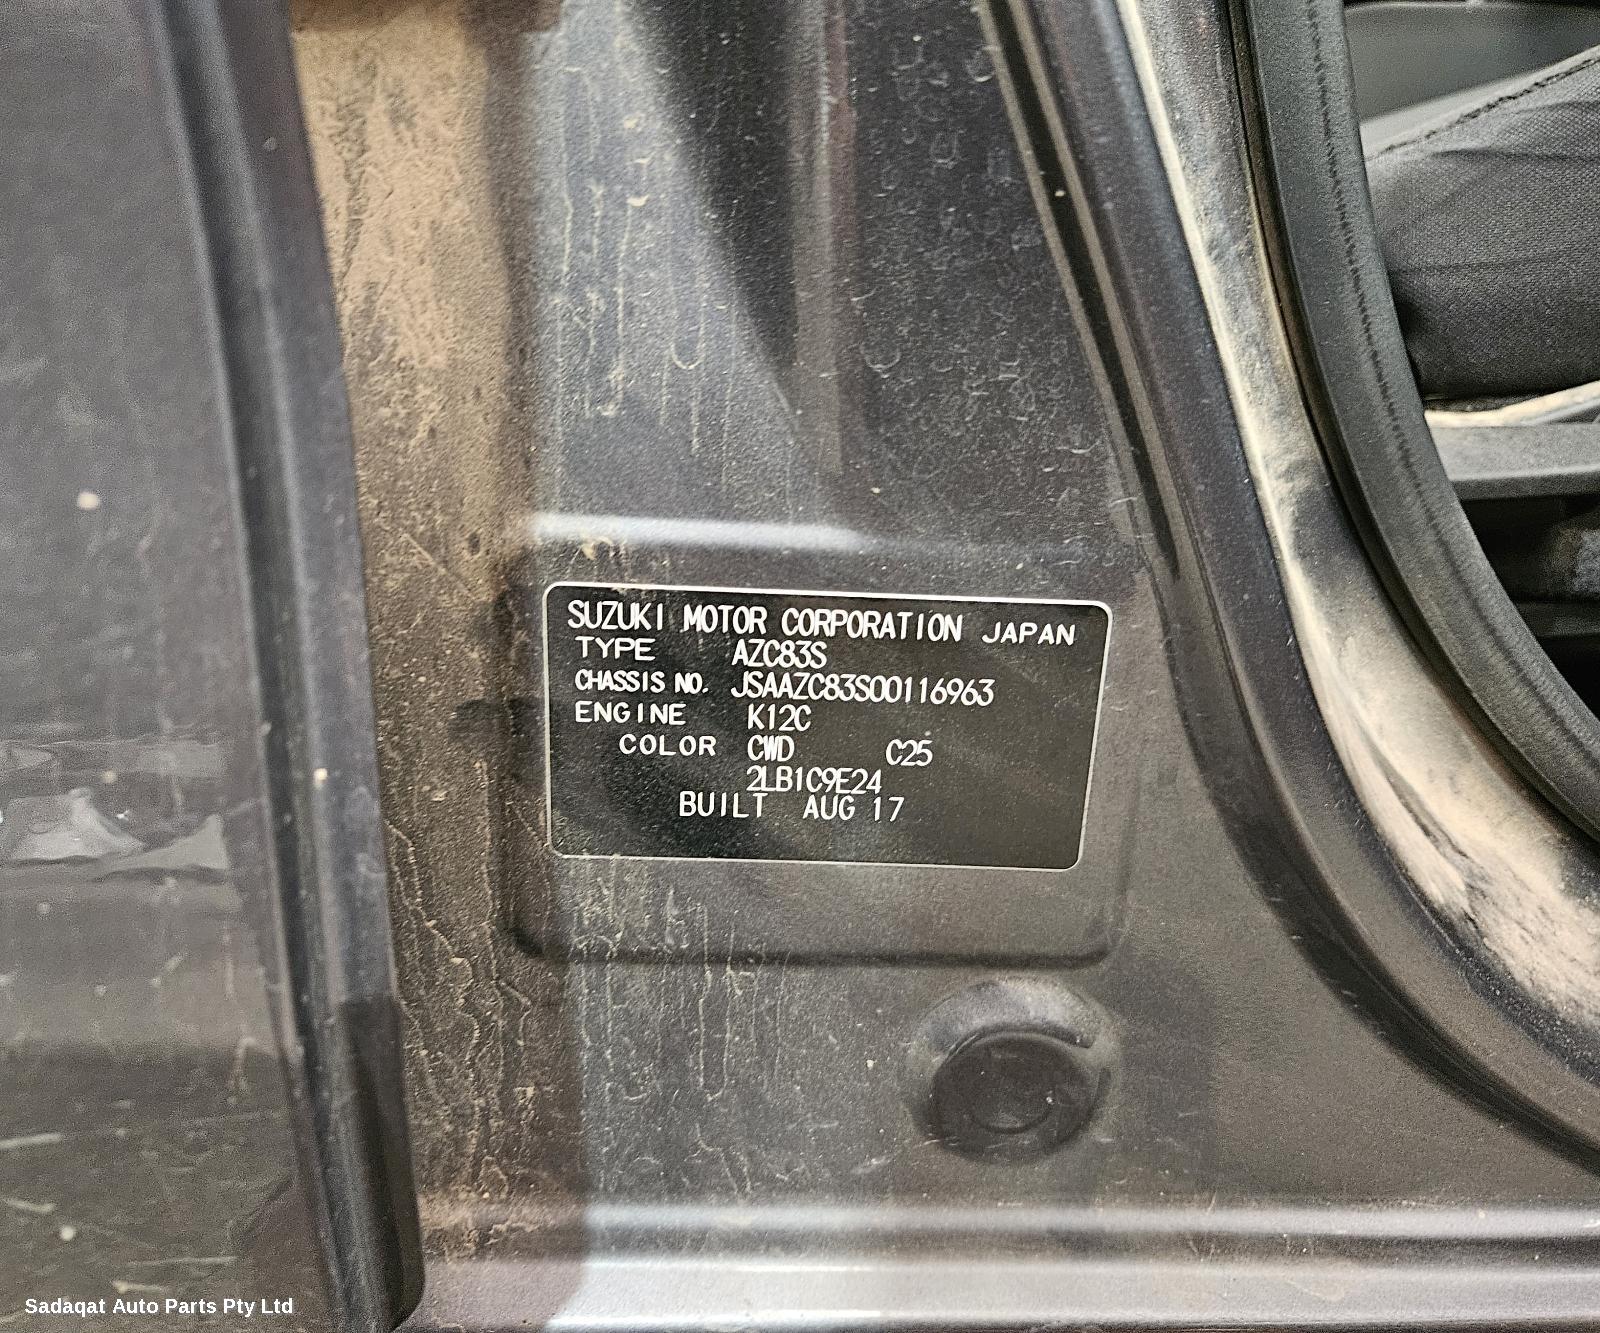 SUZUKI MOTOR CORPORATION JAPAN
TYPE AZC83S
CHASSIS NO. JSAAZC83S00116963
ENGINE K12C
COLOR CWD C25
2LB1C9E24
BUILT AUG 17
Sadaqat Auto Parts Pty Ltd